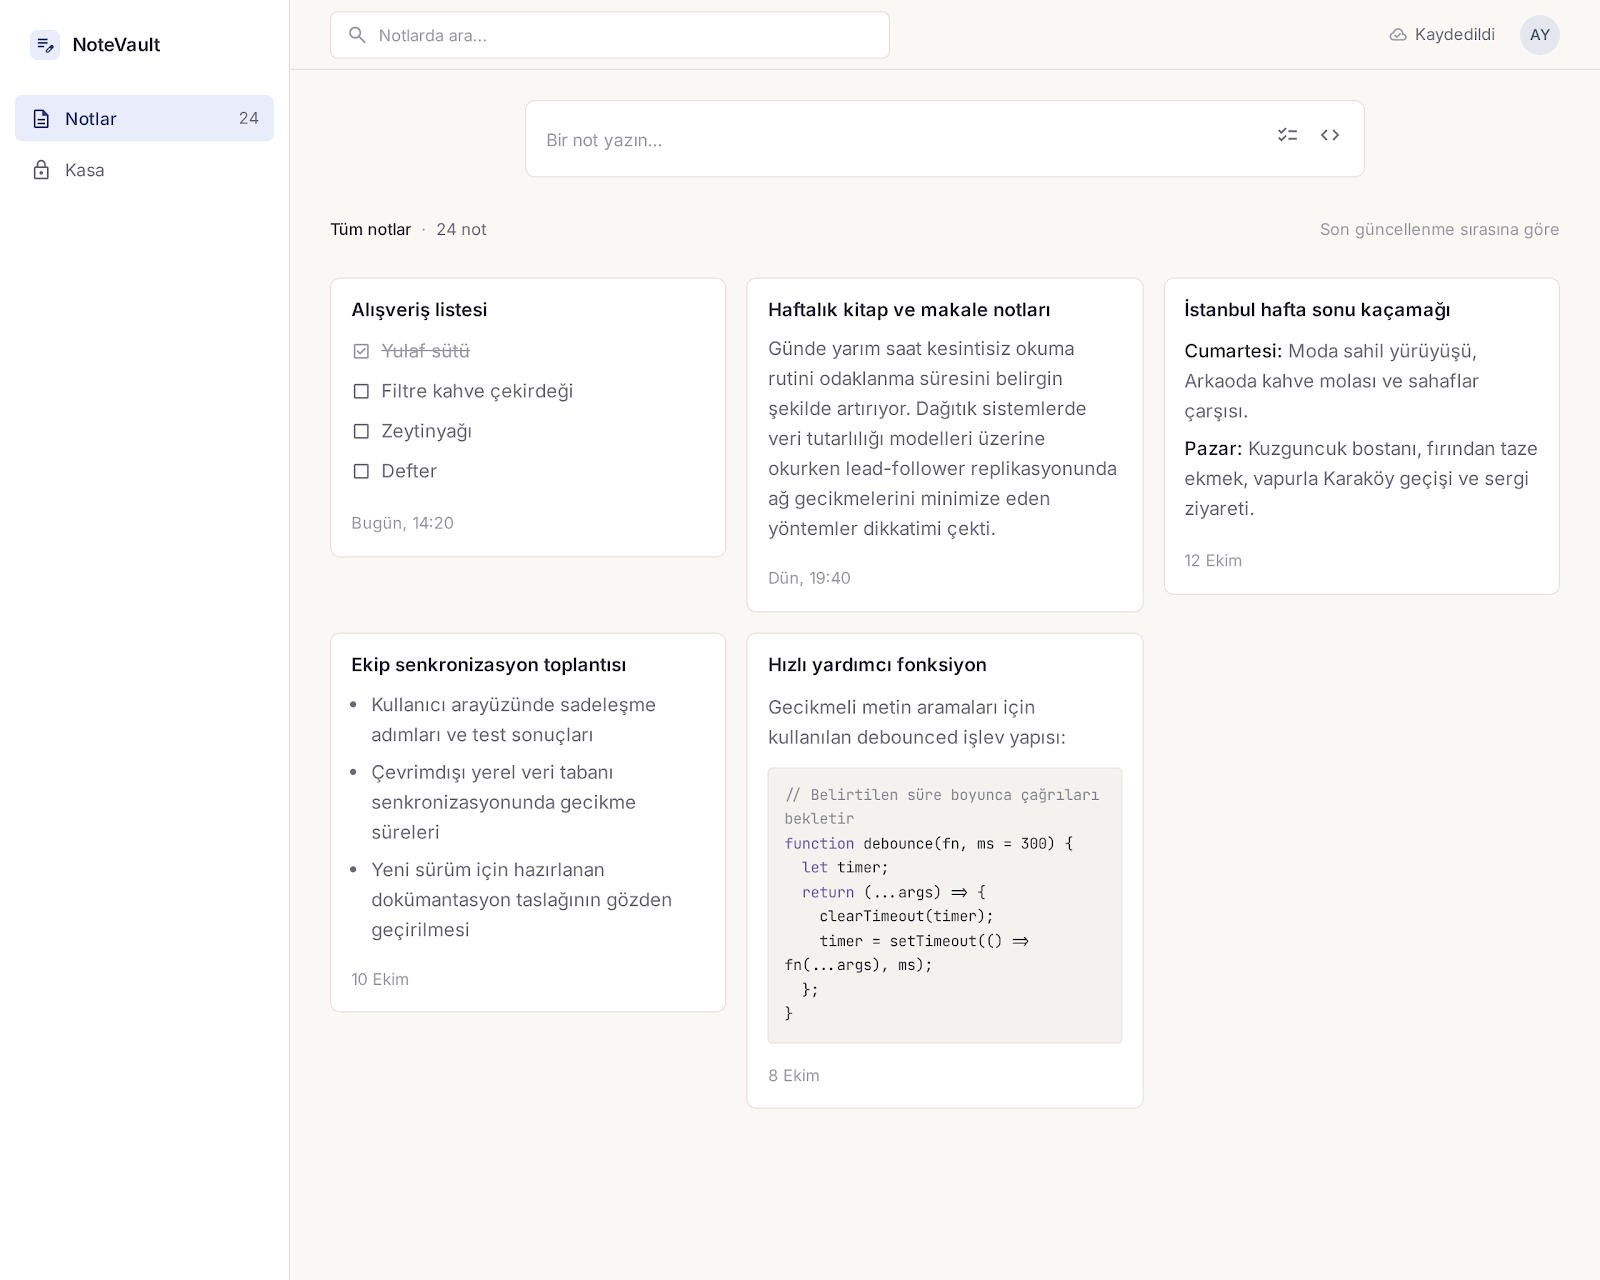 NoteVault
Notlar 24
Kasa
Notlarda ara...
Kaydedildi
AY
Bir not yazın...
Tüm notlar · 24 not
Son güncellenme sırasına göre
Alışveriş listesi
Yulaf sütü
Filtre kahve çekirdeği
Zeytinyağı
Defter
Bugün, 14:20
Haftalık kitap ve makale notları
Günde yarım saat kesintisiz okuma
rutini odaklanma süresini belirgin
şekilde artırıyor. Dağıtık sistemlerde
veri tutarlılığı modelleri üzerine
okurken lead-follower replikasyonunda
ağ gecikmelerini minimize eden
yöntemler dikkatimi çekti.
Dün, 19:40
İstanbul hafta sonu kaçamağı
Cumartesi: Moda sahil yürüyüşü,
Arkaoda kahve molası ve sahaflar
çarşısı.
Pazar: Kuzguncuk bostanı, fırından taze
ekmek, vapurla Karaköy geçişi ve sergi
ziyareti.
12 Ekim
Ekip senkronizasyon toplantısı
• Kullanıcı arayüzünde sadeleşme
adımları ve test sonuçları
• Çevrimdışı yerel veri tabanı
senkronizasyonunda gecikme
süreleri
• Yeni sürüm için hazırlanan
dokümantasyon taslağının gözden
geçirilmesi
10 Ekim
Hızlı yardımcı fonksiyon
Gecikmeli metin aramaları için
kullanılan debounced işlev yapısı:
// Belirtilen süre boyunca çağrıları
bekletir
function debounce(fn, ms = 300) {
  let timer;
  return (...args) => {
    clearTimeout(timer);
    timer = setTimeout(() =>
fn(...args), ms);
  };
}
8 Ekim